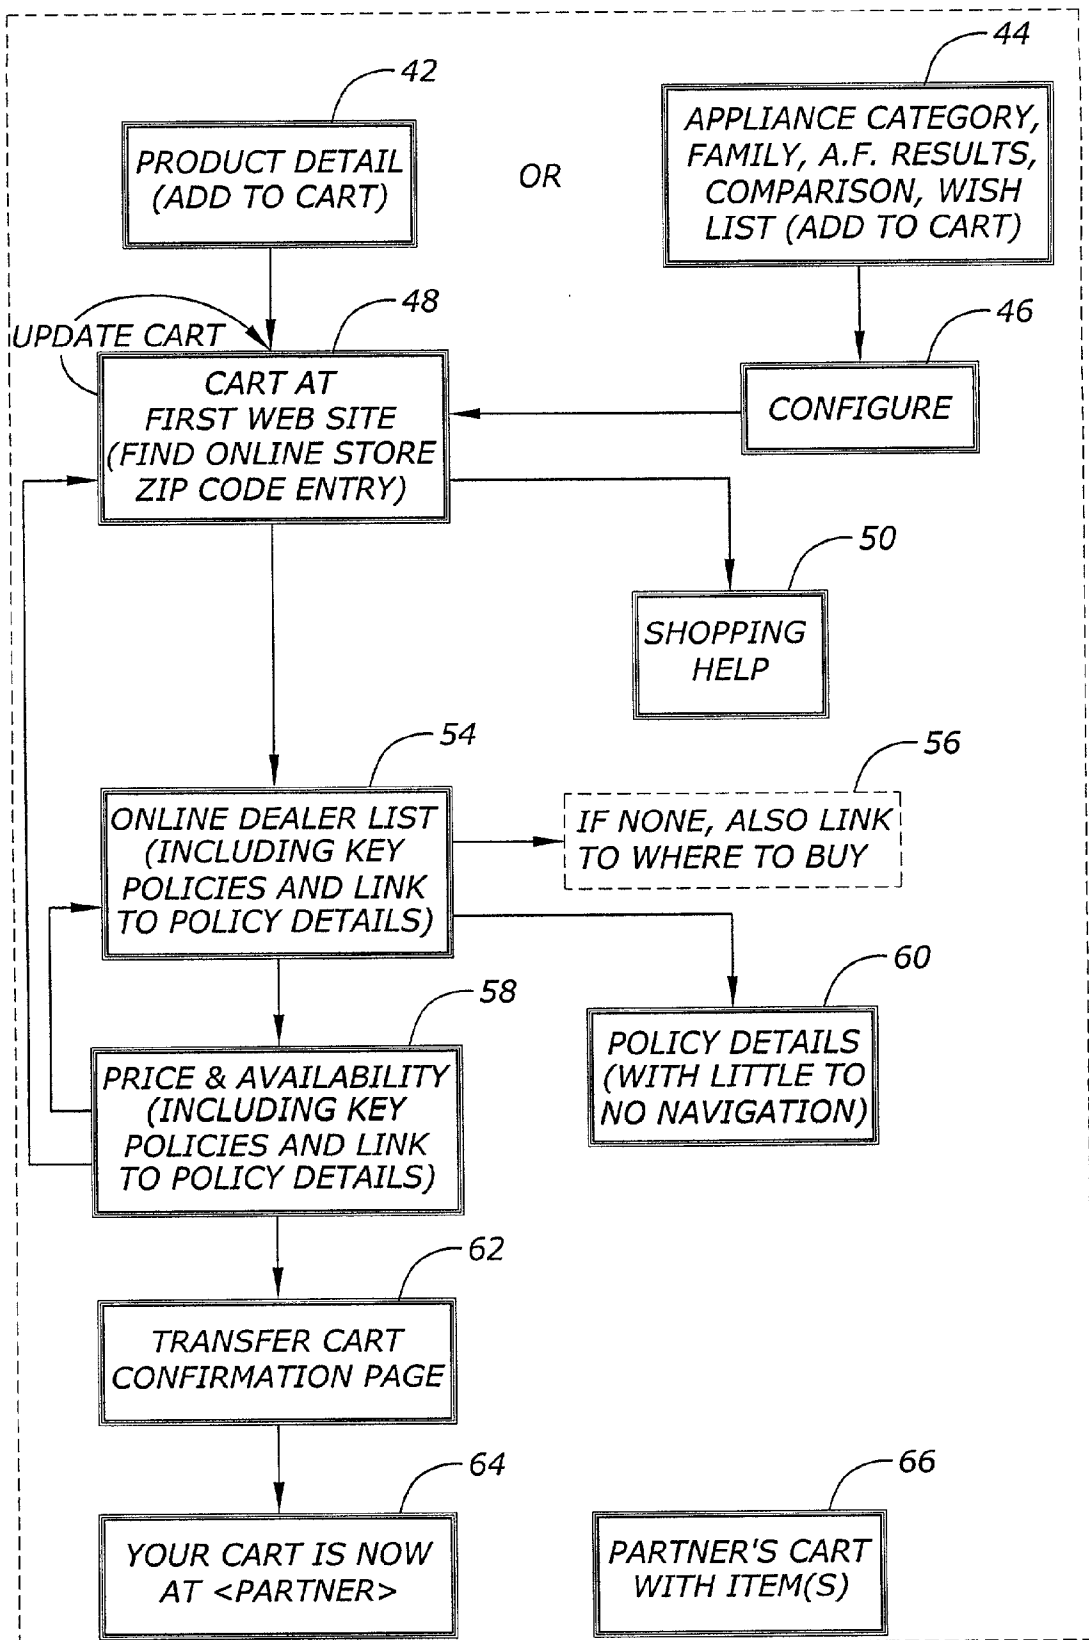 42
PRODUCT DETAIL
(ADD TO CART)
OR
44
APPLIANCE CATEGORY,
FAMILY, A.F. RESULTS,
COMPARISON, WISH
LIST (ADD TO CART)
UPDATE CART
48
CART AT
FIRST WEB SITE
(FIND ONLINE STORE
ZIP CODE ENTRY)
46
CONFIGURE
50
SHOPPING
HELP
54
ONLINE DEALER LIST
(INCLUDING KEY
POLICIES AND LINK
TO POLICY DETAILS)
56
IF NONE, ALSO LINK
TO WHERE TO BUY
58
PRICE & AVAILABILITY
(INCLUDING KEY
POLICIES AND LINK
TO POLICY DETAILS)
60
POLICY DETAILS
(WITH LITTLE TO
NO NAVIGATION)
62
TRANSFER CART
CONFIRMATION PAGE
64
YOUR CART IS NOW
AT <PARTNER>
66
PARTNER'S CART
WITH ITEM(S)